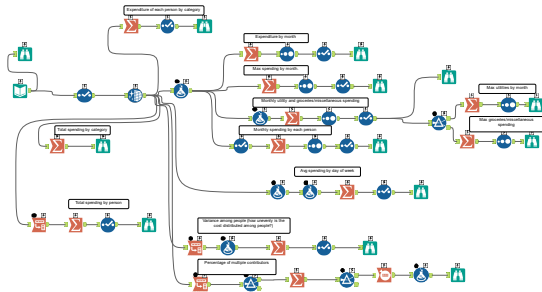 Expenditure of each person by category
Expenditure by month
Max spending by month
Max utilities by month
Monthly utility and groceries/miscellaneous spending
Max groceries/miscellaneous
spending
Total spending by category
Monthly spending by each person
Avg spending by day of week
Total spending by person
Variance among people (how unevenly is the
cost distributed among people?)
Percentage of multiple contributors